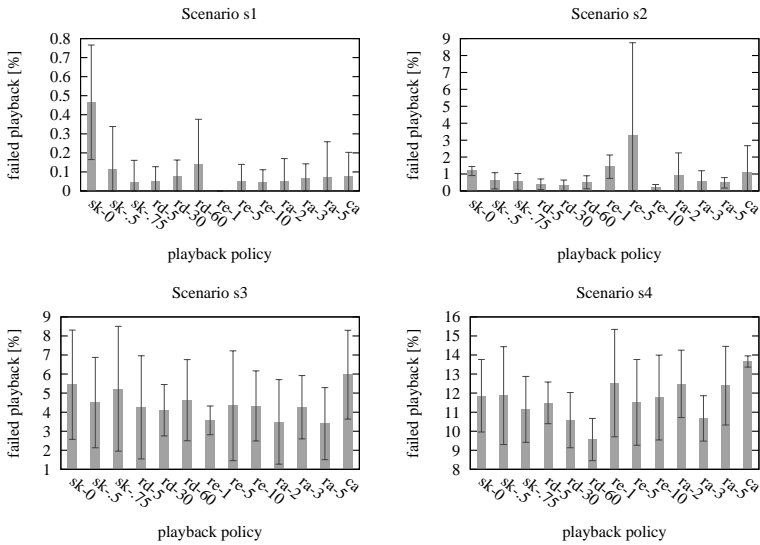 Scenario s1
failed playback [%]
0.8
0.7
0.6
0.5
0.4
0.3
0.2
0.1
0
sk-0
sk-.5
sk-.75
rd-5
rd-30
rd-60
re-1
re-5
re-10
ra-2
ra-3
ra-5
ca
playback policy
Scenario s2
failed playback [%]
9
8
7
6
5
4
3
2
1
0
sk-0
sk-.5
sk-.75
rd-5
rd-30
rd-60
re-1
re-5
re-10
ra-2
ra-3
ra-5
ca
playback policy
Scenario s3
failed playback [%]
9
8
7
6
5
4
3
2
1
sk-0
sk-.5
sk-.75
rd-5
rd-30
rd-60
re-1
re-5
re-10
ra-2
ra-3
ra-5
ca
playback policy
Scenario s4
failed playback [%]
16
15
14
13
12
11
10
9
8
sk-0
sk-.5
sk-.75
rd-5
rd-30
rd-60
re-1
re-5
re-10
ra-2
ra-3
ra-5
ca
playback policy